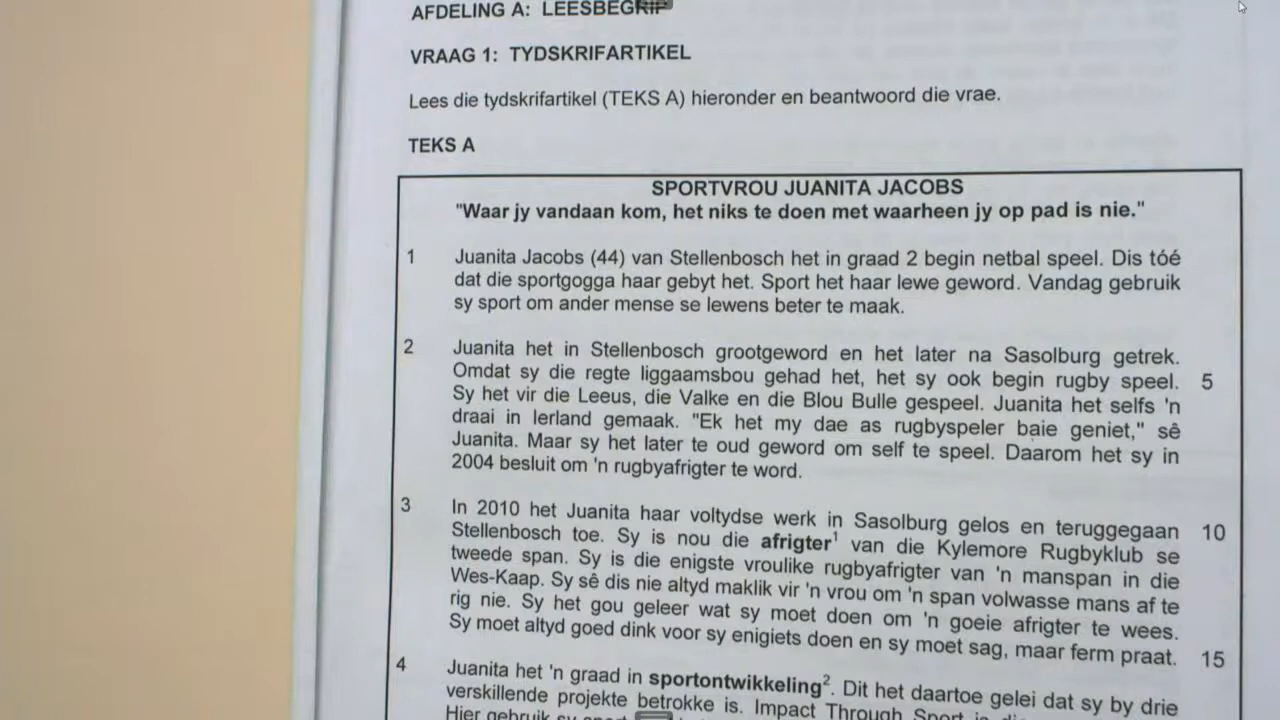 AFDELING A: LEESBEGRIP
VRAAG 1: TYDSKRIFARTIKEL
Lees die tydskrifartikel (TEKS A) hieronder en beantwoord die vrae.
TEKS A
SPORTVROU JUANITA JACOBS
"Waar jy vandaan kom, het niks te doen met waarheen jy op pad is nie."
1 Juanita Jacobs (44) van Stellenbosch het in graad 2 begin netbal speel. Dis tóé
dat die sportgogga haar gebyt het. Sport het haar lewe geword. Vandag gebruik
sy sport om ander mense se lewens beter te maak.
2 Juanita het in Stellenbosch grootgeword en het later na Sasolburg getrek.
Omdat sy die regte liggaamsbou gehad het, het sy ook begin rugby speel. 5
Sy het vir die Leeus, die Valke en die Blou Bulle gespeel. Juanita het selfs 'n
draai in Ierland gemaak. "Ek het my dae as rugbyspeler baie geniet," sê
Juanita. Maar sy het later te oud geword om self te speel. Daarom het sy in
2004 besluit om 'n rugbyafrigter te word.
3 In 2010 het Juanita haar voltydse werk in Sasolburg gelos en teruggegaan 10
Stellenbosch toe. Sy is nou die afrigter¹ van die Kylemore Rugbyklub se
tweede span. Sy is die enigste vroulike rugbyafrigter van 'n manspan in die
Wes-Kaap. Sy sê dis nie altyd maklik vir 'n vrou om 'n span volwasse mans af te
rig nie. Sy het gou geleer wat sy moet doen om 'n goeie afrigter te wees.
Sy moet altyd goed dink voor sy enigiets doen en sy moet sag, maar ferm praat. 15
4 Juanita het 'n graad in sportontwikkeling². Dit het daartoe gelei dat sy by drie
verskillende projekte betrokke is. Impact Through Sport is
Hier gebruik sy sport